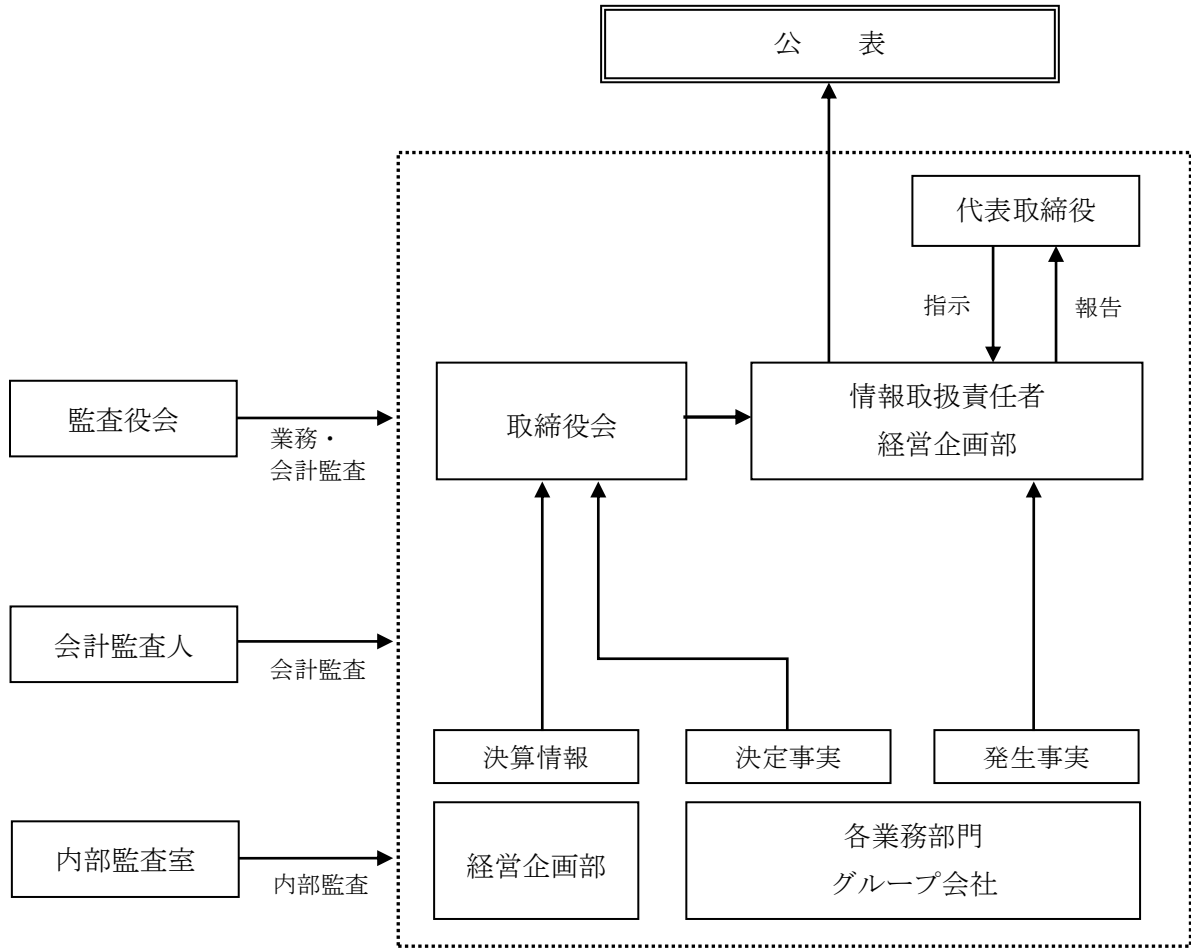 公　　表
代表取締役
指示
報告
監査役会
業務・
会計監査
取締役会
情報取扱責任者
経営企画部
会計監査人
会計監査
決算情報
決定事実
発生事実
内部監査室
内部監査
経営企画部
各業務部門
グループ会社